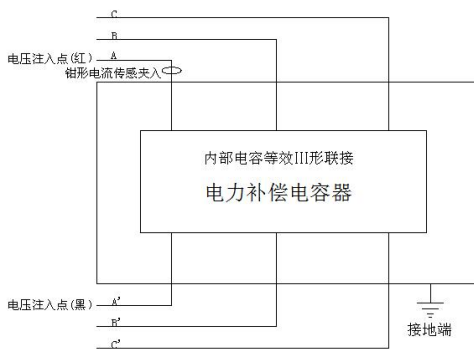 C
B
电压注入点(红) A
钳形电流传感夹入
内部电容等效III形联接
电力补偿电容器
电压注入点(黑) A'
B'
C'
接地端